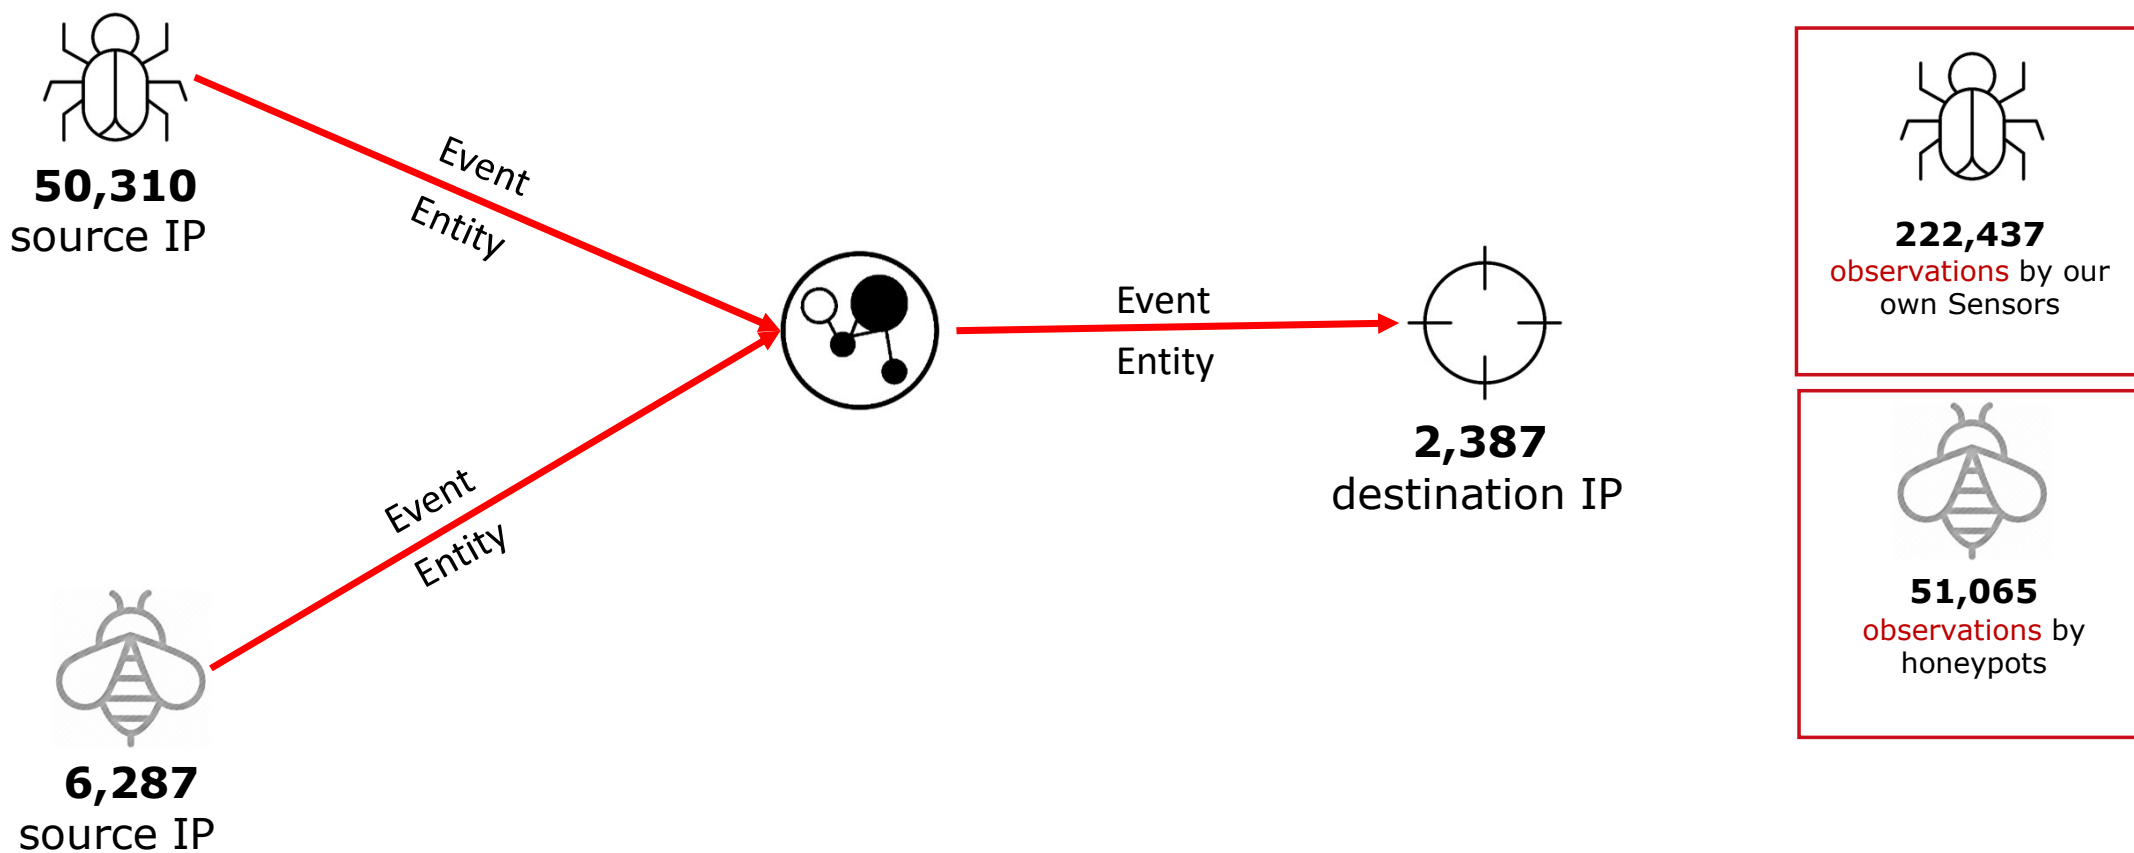 50,310
source IP
Event
Entity
Event
Entity
6,287
source IP
Event
Entity
2,387
destination IP
222,437
observations by our
own Sensors
51,065
observations by
honeypots